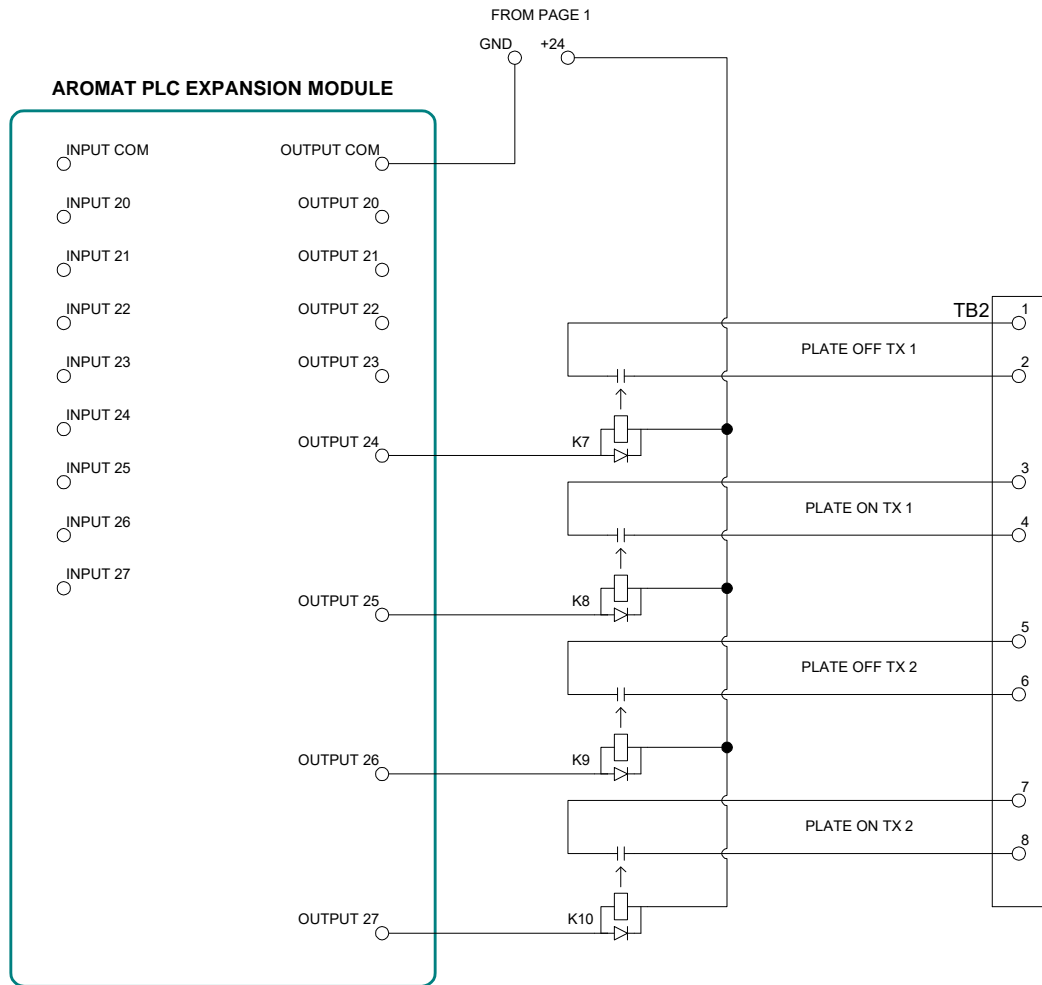 FROM PAGE 1
GND +24
AROMAT PLC EXPANSION MODULE
INPUT COM
INPUT 20
INPUT 21
INPUT 22
INPUT 23
INPUT 24
INPUT 25
INPUT 26
INPUT 27
OUTPUT COM
OUTPUT 20
OUTPUT 21
OUTPUT 22
OUTPUT 23
OUTPUT 24
OUTPUT 25
OUTPUT 26
OUTPUT 27
K7
K8
K9
K10
TB2
1
PLATE OFF TX 1
2
3
PLATE ON TX 1
4
5
PLATE OFF TX 2
6
7
PLATE ON TX 2
8